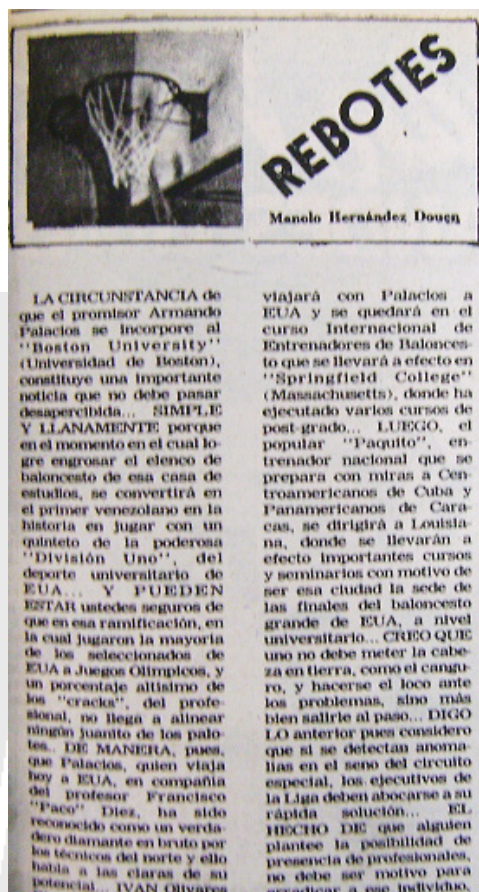 REBOTES
Manolo Hernández Douen
LA CIRCUNSTANCIA de
que el promisor Armando
Palacios se incorpore al
"Boston University"
(Universidad de Boston),
constituye una importante
noticia que no debe pasar
desapercibida... SIMPLE
Y LLANAMENTE porque
en el momento en el cual lo-
gre engrosar el elenco de
baloncesto de esa casa de
estudios, se convertirá en
el primer venezolano en la
historia en jugar con un
quinteto de la poderosa
"División Uno", del
deporte universitario de
EUA... Y PUEDEN
ESTAR ustedes seguros de
que en esa ramificación, en
la cual jugaron la mayoría
de los seleccionados de
EUA a Juegos Olímpicos, y
un porcentaje altísimo de
los "cracks", del profe-
sional, no llega a alinear
ningún juanito de los palo-
tes.. DE MANERA, pues,
que Palacios, quien viaja
hoy a EUA, en compañía
del profesor Francisco
"Paco" Diez, ha sido
reconocido como un verda-
dero diamante en bruto por
los técnicos del norte y ello
habla a las claras de su
potencial... IVAN Olivares
viajará con Palacios a
EUA y se quedará en el
curso Internacional de
Entrenadores de Balonces-
to que se llevará a efecto en
"Springfield College"
(Massachusetts), donde ha
ejecutado varios cursos de
post-grado... LUEGO, el
popular "Paquito", en-
trenador nacional que se
prepara con miras a Cen-
troamericanos de Cuba y
Panamericanos de Cara-
cas, se dirigirá a Louisia-
na, donde se llevarán a
efecto importantes cursos
y seminarios con motivo de
ser esa ciudad la sede de
las finales del baloncesto
grande de EUA, a nivel
universitario... CREO QUE
uno no debe meter la cabe-
za en tierra, como el cangu-
ro, y hacerse el loco ante
los problemas, sino más
bien salirle al paso... DIGO
LO anterior pues considero
que si se detectan anoma-
lías en el seno del circuito
especial, los ejecutivos de
la Liga deben abocarse a su
rápida solución... EL
HECHO DE que alguien
plantee la posibilidad de
presencia de profesionales,
no debe ser motivo para
a ese individuo,